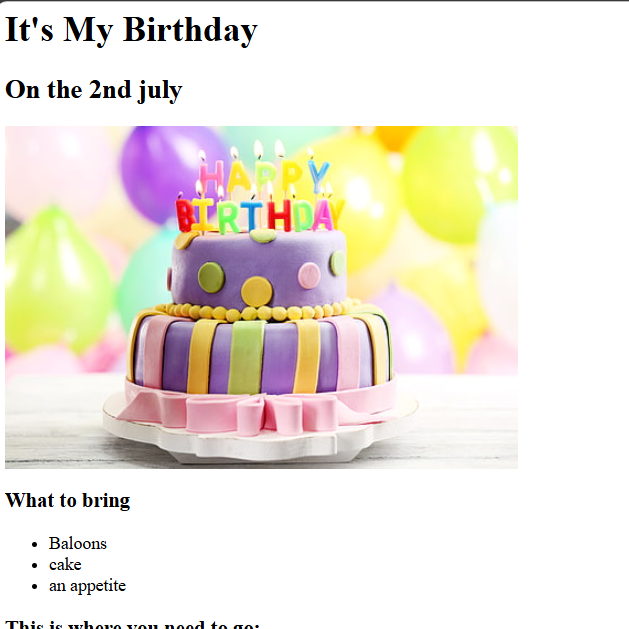 It's My Birthday
On the 2nd july
HAPPY
BIRTHDAY
What to bring
Baloons
cake
an appetite
This is where you need to go: